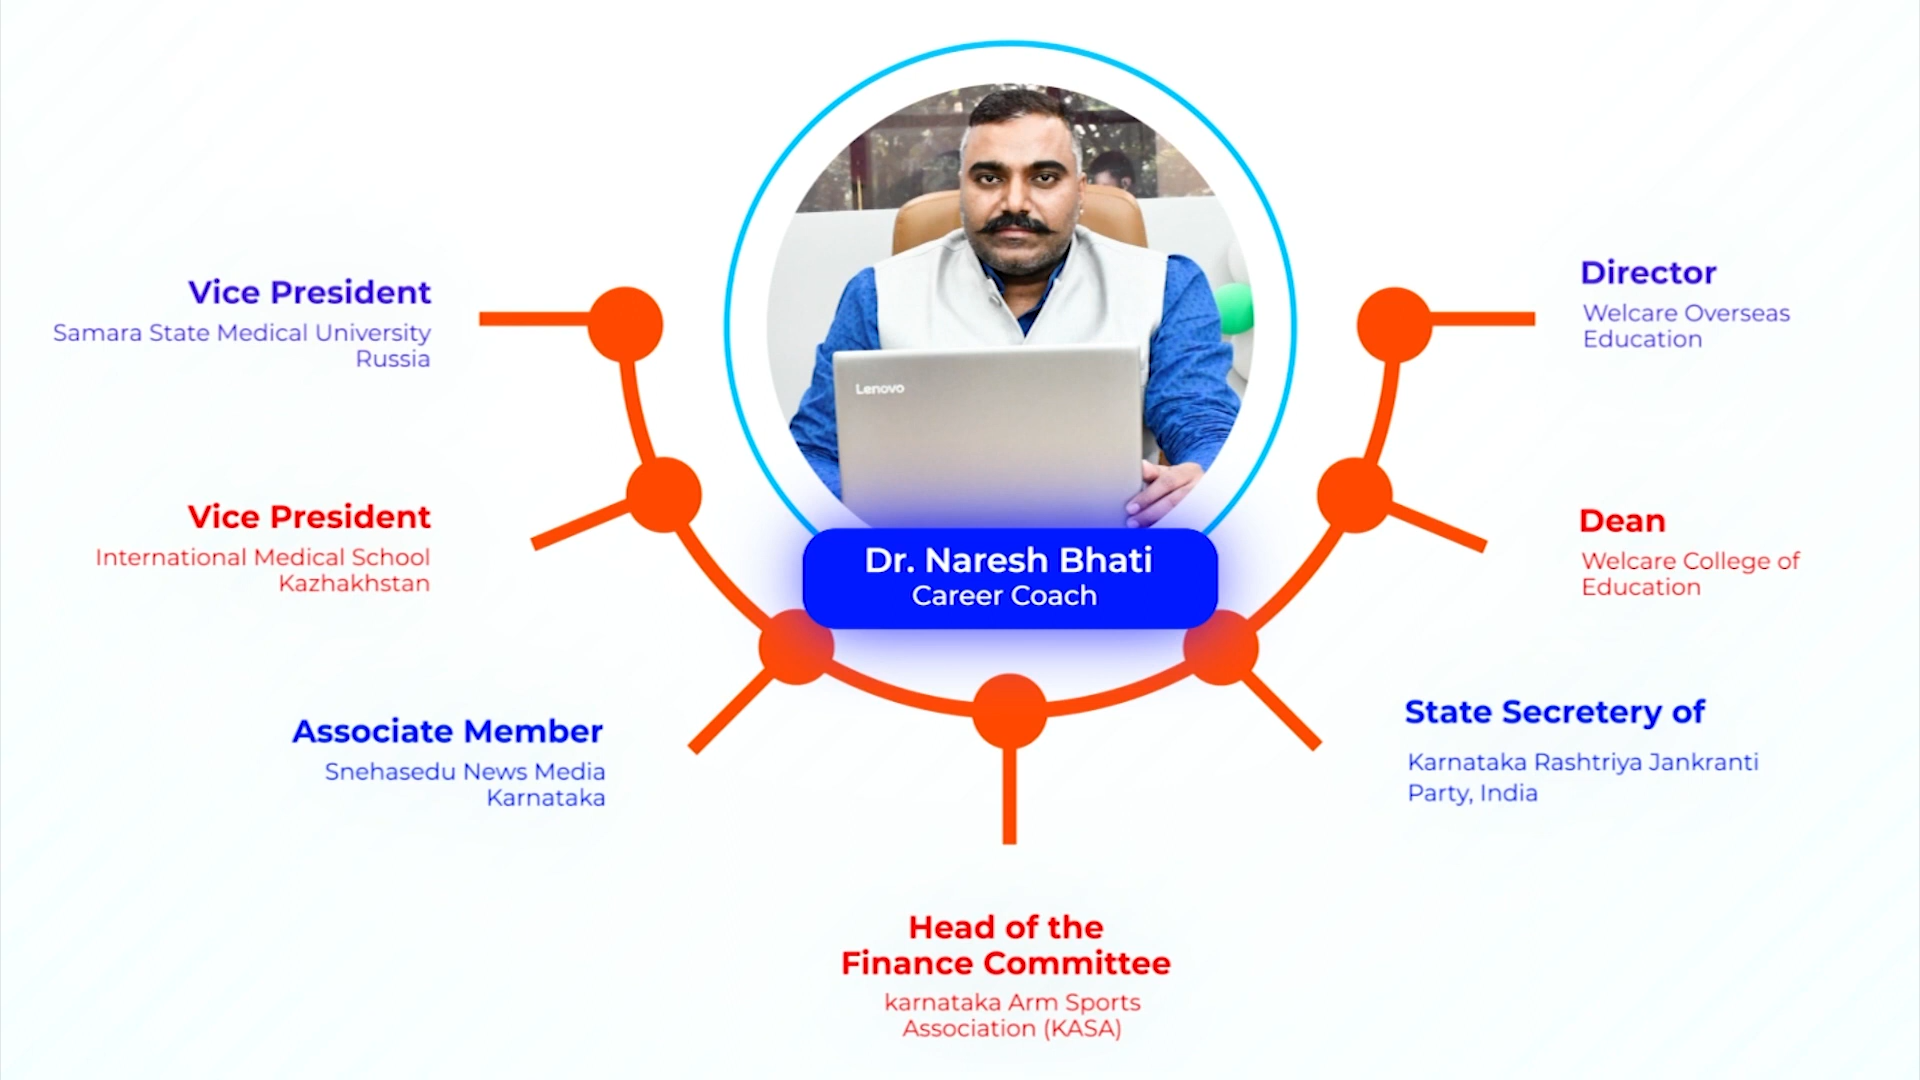 Lenovo
Dr. Naresh Bhati
Career Coach
Vice President
Samara State Medical University
Russia
Vice President
International Medical School
Kazhakhstan
Associate Member
Snehasedu News Media
Karnataka
Head of the
Finance Committee
karnataka Arm Sports
Association (KASA)
Director
Welcare Overseas
Education
Dean
Welcare College of
Education
State Secretery of
Karnataka Rashtriya Jankranti
Party, India